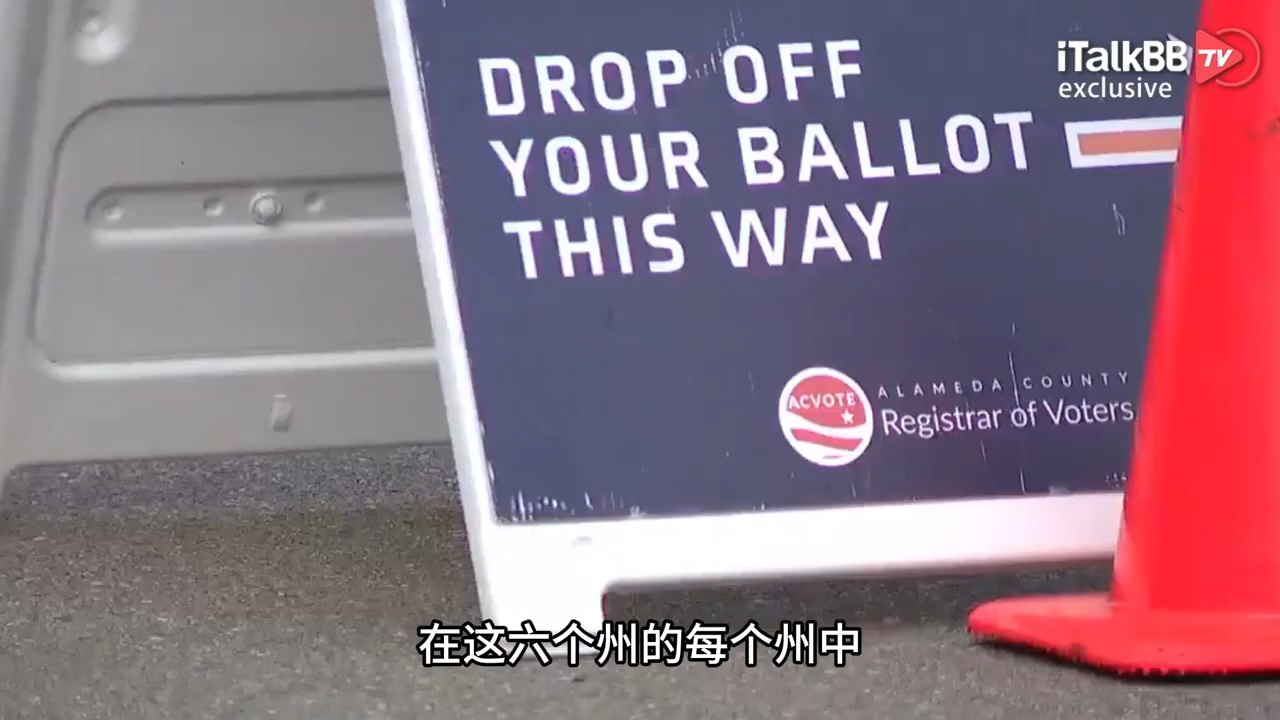 iTalkBB TV
exclusive
DROP OFF
YOUR BALLOT
THIS WAY
ACVOTE
ALAMEDA COUNTY
Registrar of Voters
在这六个州的每个州中